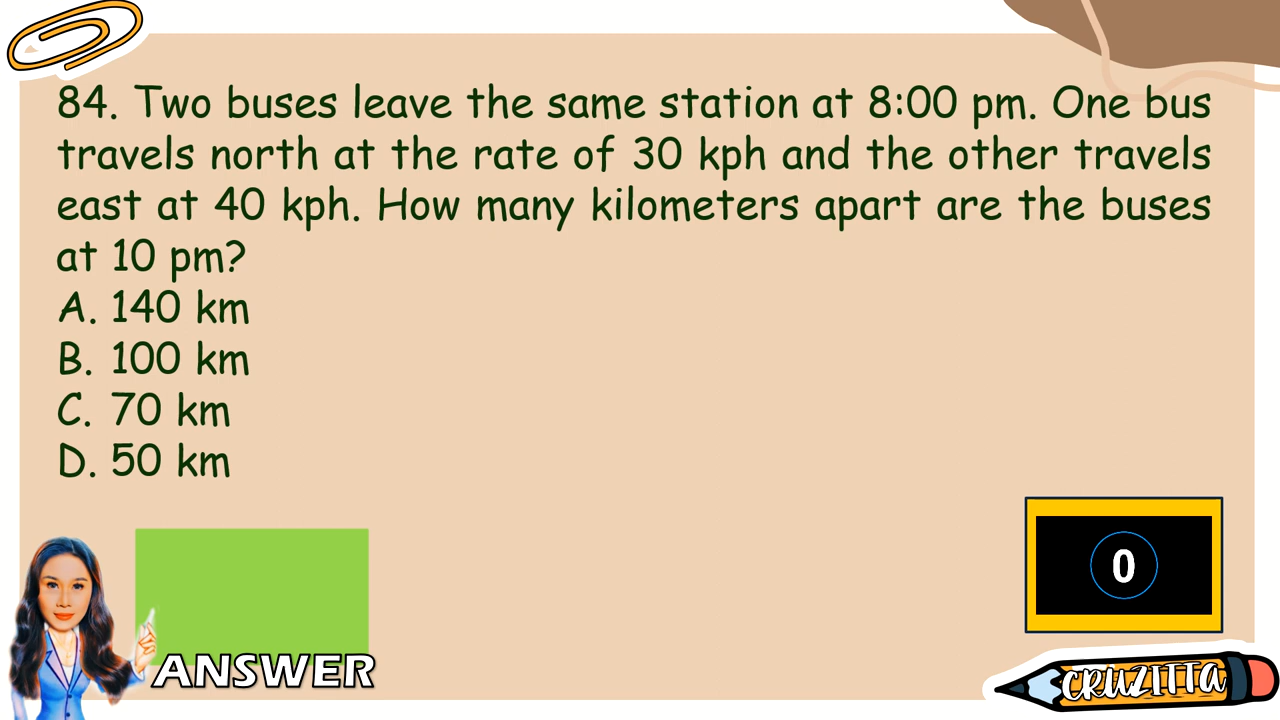 84. Two buses leave the same station at 8:00 pm. One bus
travels north at the rate of 30 kph and the other travels
east at 40 kph. How many kilometers apart are the buses
at 10 pm?
A. 140 km
B. 100 km
C. 70 km
D. 50 km
0
ANSWER
CRUZITTA